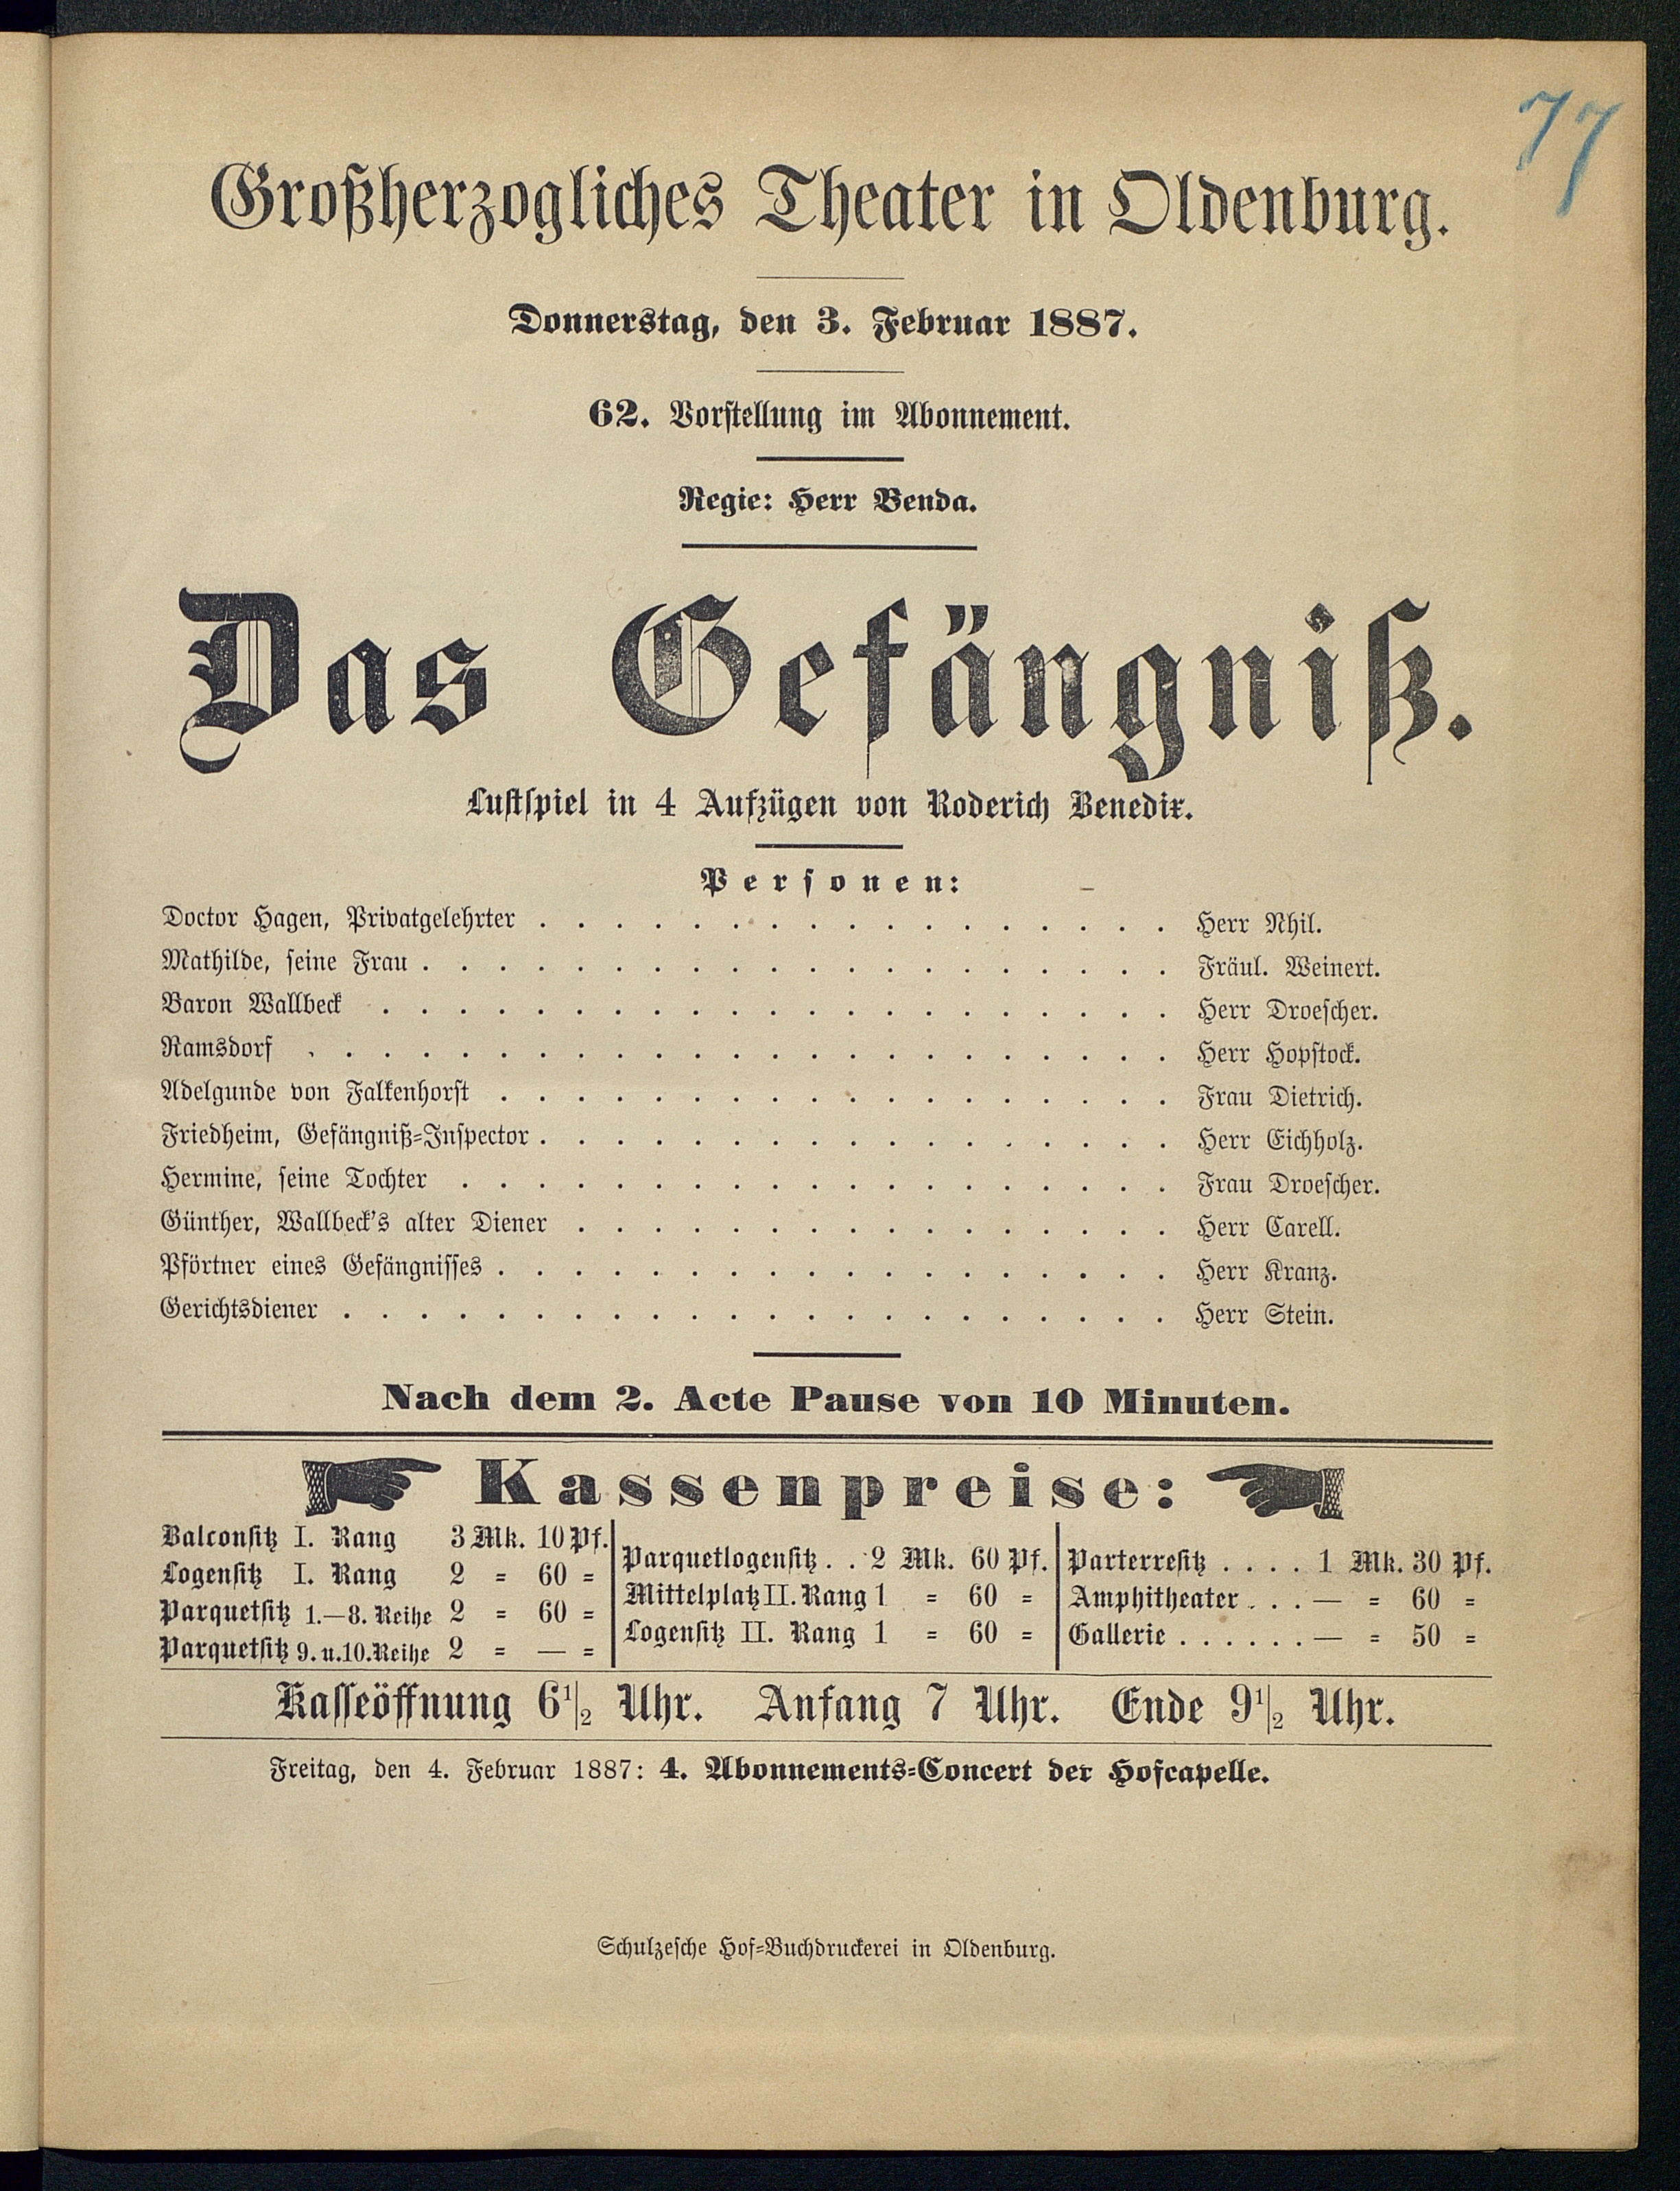 77
Großherzogliches Theater in Oldenburg.
Donnerstag, den 3. Februar 1887.
62. Vorstellung im Abonnement.
Regie: Herr Benda.
Das Gefängniß.
Lustspiel in 4 Aufzügen von Roderich Benedix.
Personen:
Doctor Hagen, Privatgelehrter . . . . . . . . . . . . . . . . . Herr Nhil.
Mathilde, seine Frau . . . . . . . . . . . . . . . . . . . . Fräul. Weinert.
Baron Wallbeck . . . . . . . . . . . . . . . . . . . . . Herr Droescher.
Ramsdorf . . . . . . . . . . . . . . . . . . . . . . . Herr Hopstock.
Adelgunde von Falkenhorst . . . . . . . . . . . . . . . . . . Frau Dietrich.
Friedheim, Gefängniß=Inspector . . . . . . . . . . . . . . . . . Herr Eichholz.
Hermine, seine Tochter . . . . . . . . . . . . . . . . . . . Frau Droescher.
Günther, Wallbeck's alter Diener . . . . . . . . . . . . . . . . Herr Carell.
Pförtner eines Gefängnisses . . . . . . . . . . . . . . . . . . Herr Kranz.
Gerichtsdiener . . . . . . . . . . . . . . . . . . . . . . Herr Stein.
Nach dem 2. Acte Pause von 10 Minuten.
Kassenpreise:
Balconsitz I. Rang 3 Mk. 10 Pf.
Logensitz I. Rang 2 = 60 =
Parquetsitz 1.—8. Reihe 2 = 60 =
Parquetsitz 9. u. 10. Reihe 2 = — =
Parquetlogensitz . . 2 Mk. 60 Pf.
Mittelplatz II. Rang 1 = 60 =
Logensitz II. Rang 1 = 60 =
Parterresitz . . . . 1 Mk. 30 Pf.
Amphitheater . . . — = 60 =
Gallerie . . . . . . — = 50 =
Kasseöffnung 6 1/2 Uhr. Anfang 7 Uhr. Ende 9 1/2 Uhr.
Freitag, den 4. Februar 1887: 4. Abonnements=Concert der Hofcapelle.
Schulzesche Hof=Buchdruckerei in Oldenburg.